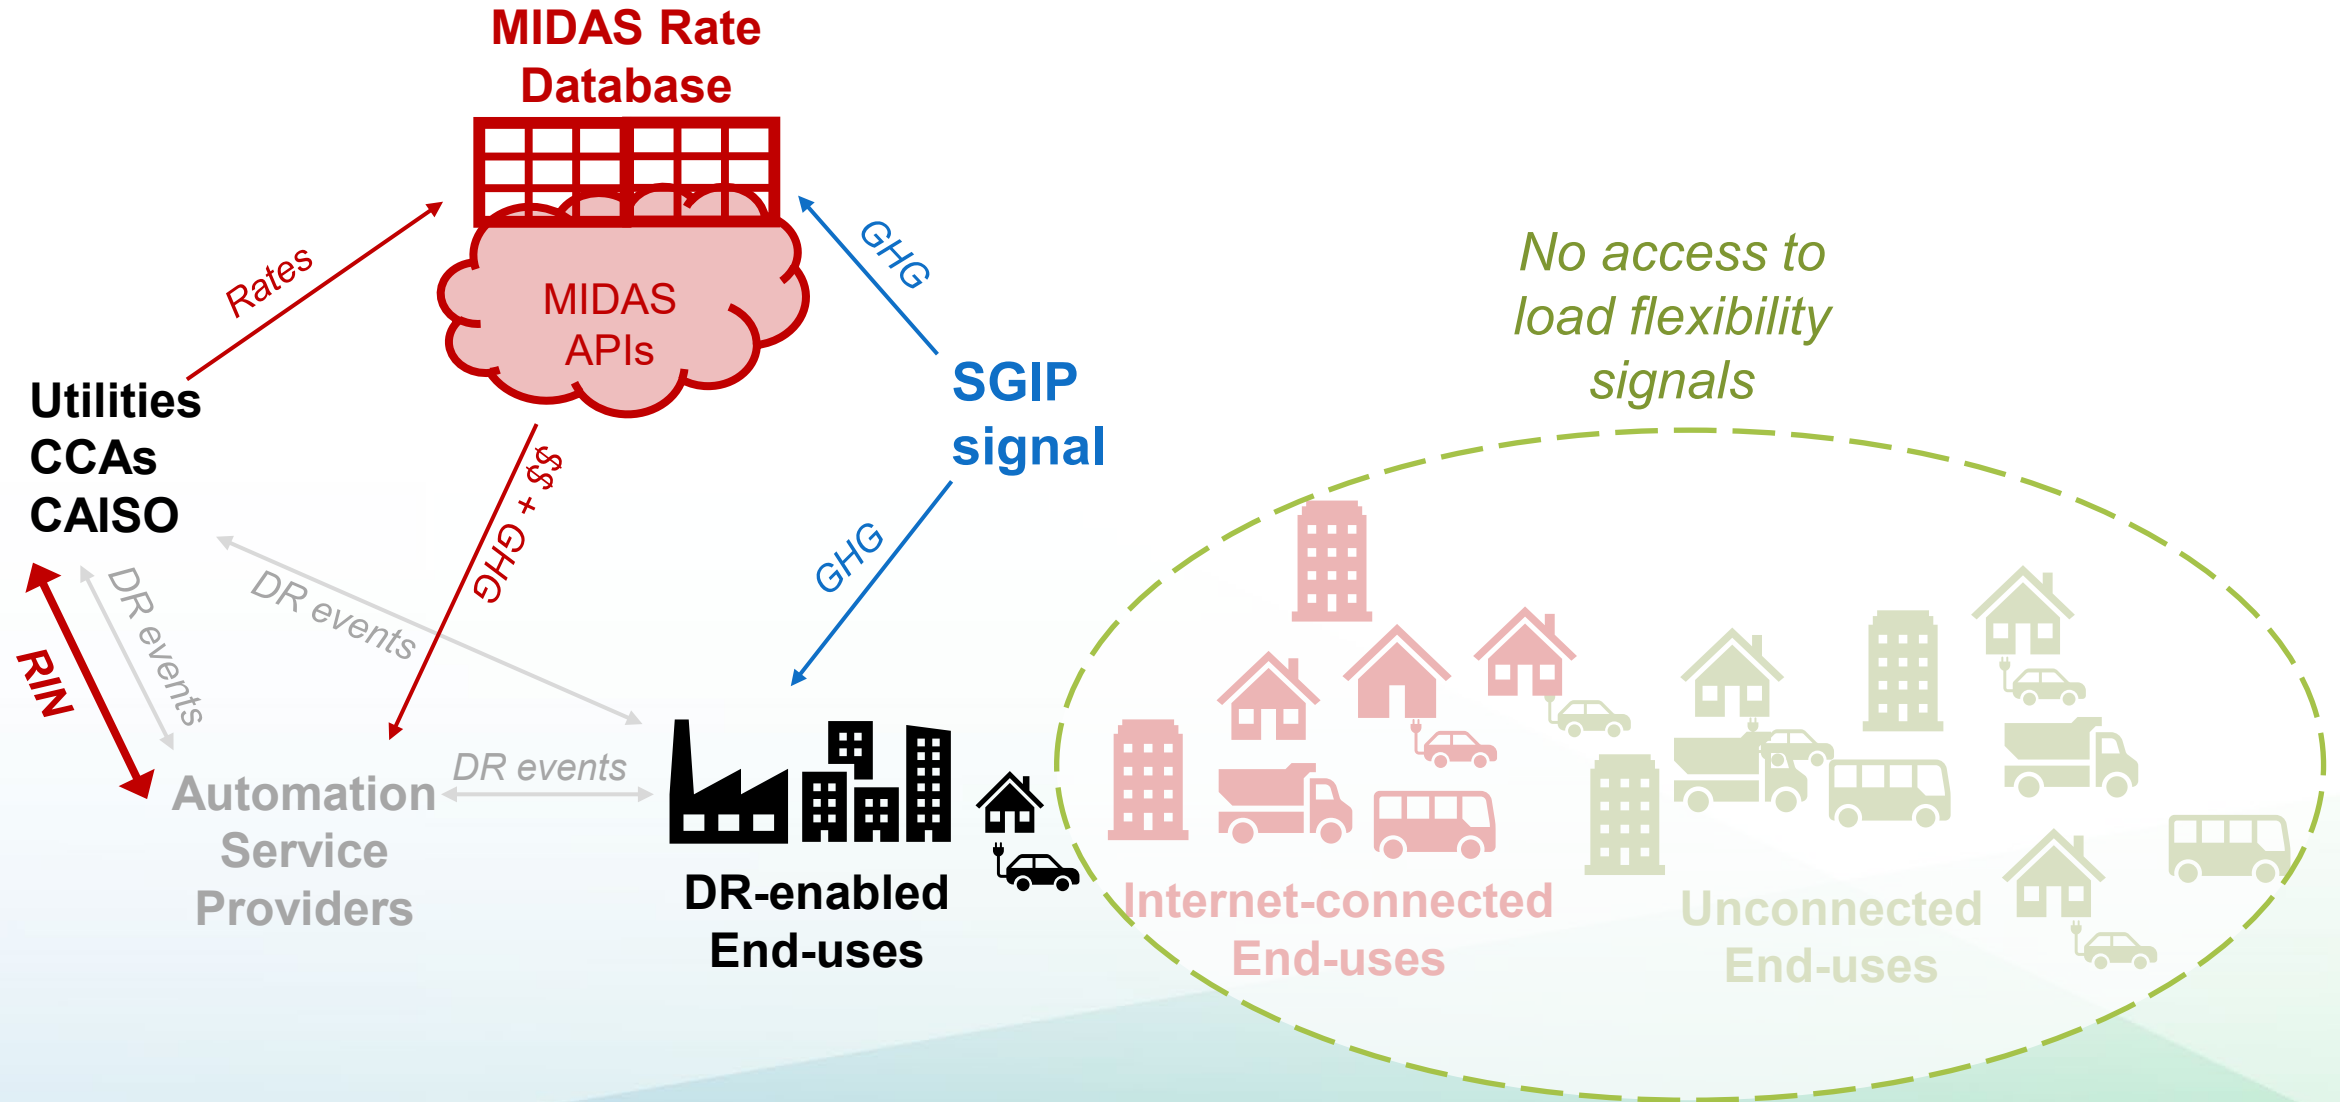 MIDAS Rate
Database
MIDAS
APIs
Rates
GHG
SGIP
signal
GHG
$$ + GHG
Utilities
CCAs
CAISO
RIN
DR events
DR events
DR events
Automation
Service
Providers
DR-enabled
End-uses
No access to
load flexibility
signals
Internet-connected
End-uses
Unconnected
End-uses